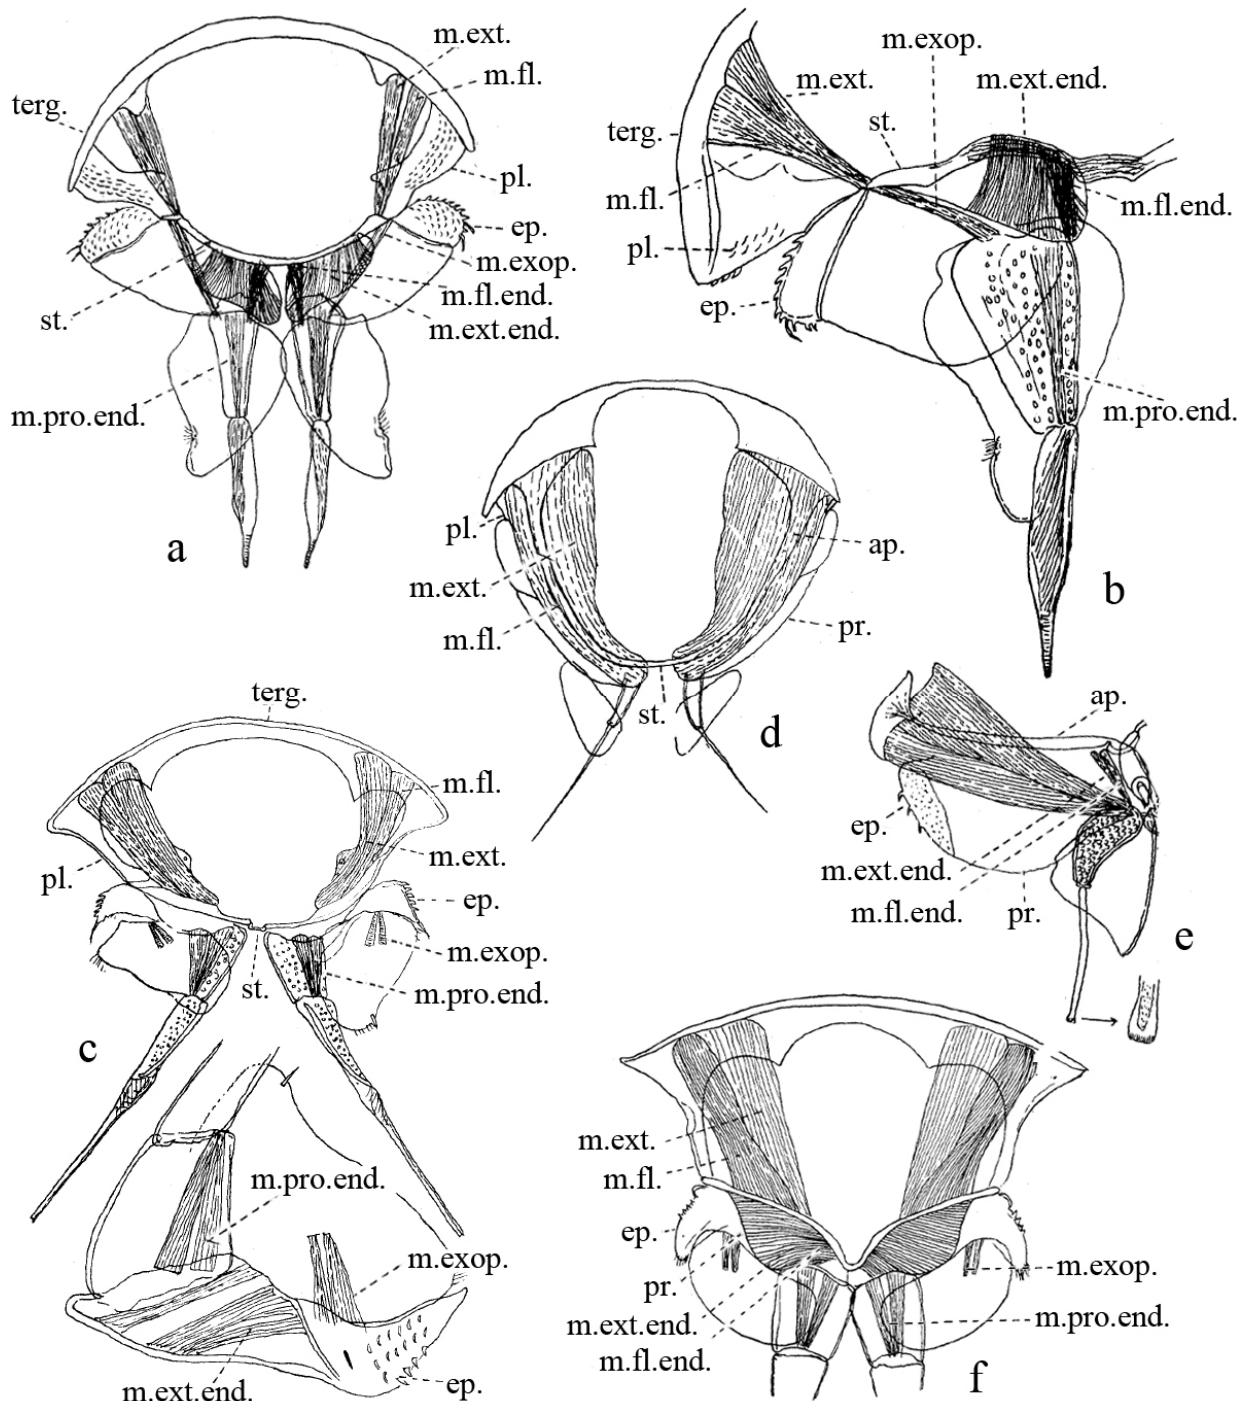 m.ext.
m.fl.
terg.
pl.
ep.
m.exop.
m.fl.end.
m.ext.end.
st.
m.pro.end.
a
m.exop.
m.ext.
m.ext.end.
st.
terg.
m.fl.
m.fl.end.
pl.
ep.
m.pro.end.
b
pl.
ap.
m.ext.
m.fl.
pr.
st.
d
terg.
m.fl.
m.ext.
pl.
ep.
m.exop.
st.
m.pro.end.
c
m.pro.end.
m.exop.
m.ext.end.
ep.
ap.
ep.
m.ext.end.
m.fl.end.
pr.
e
m.ext.
m.fl.
ep.
pr.
m.exop.
m.ext.end.
m.pro.end.
m.fl.end.
f